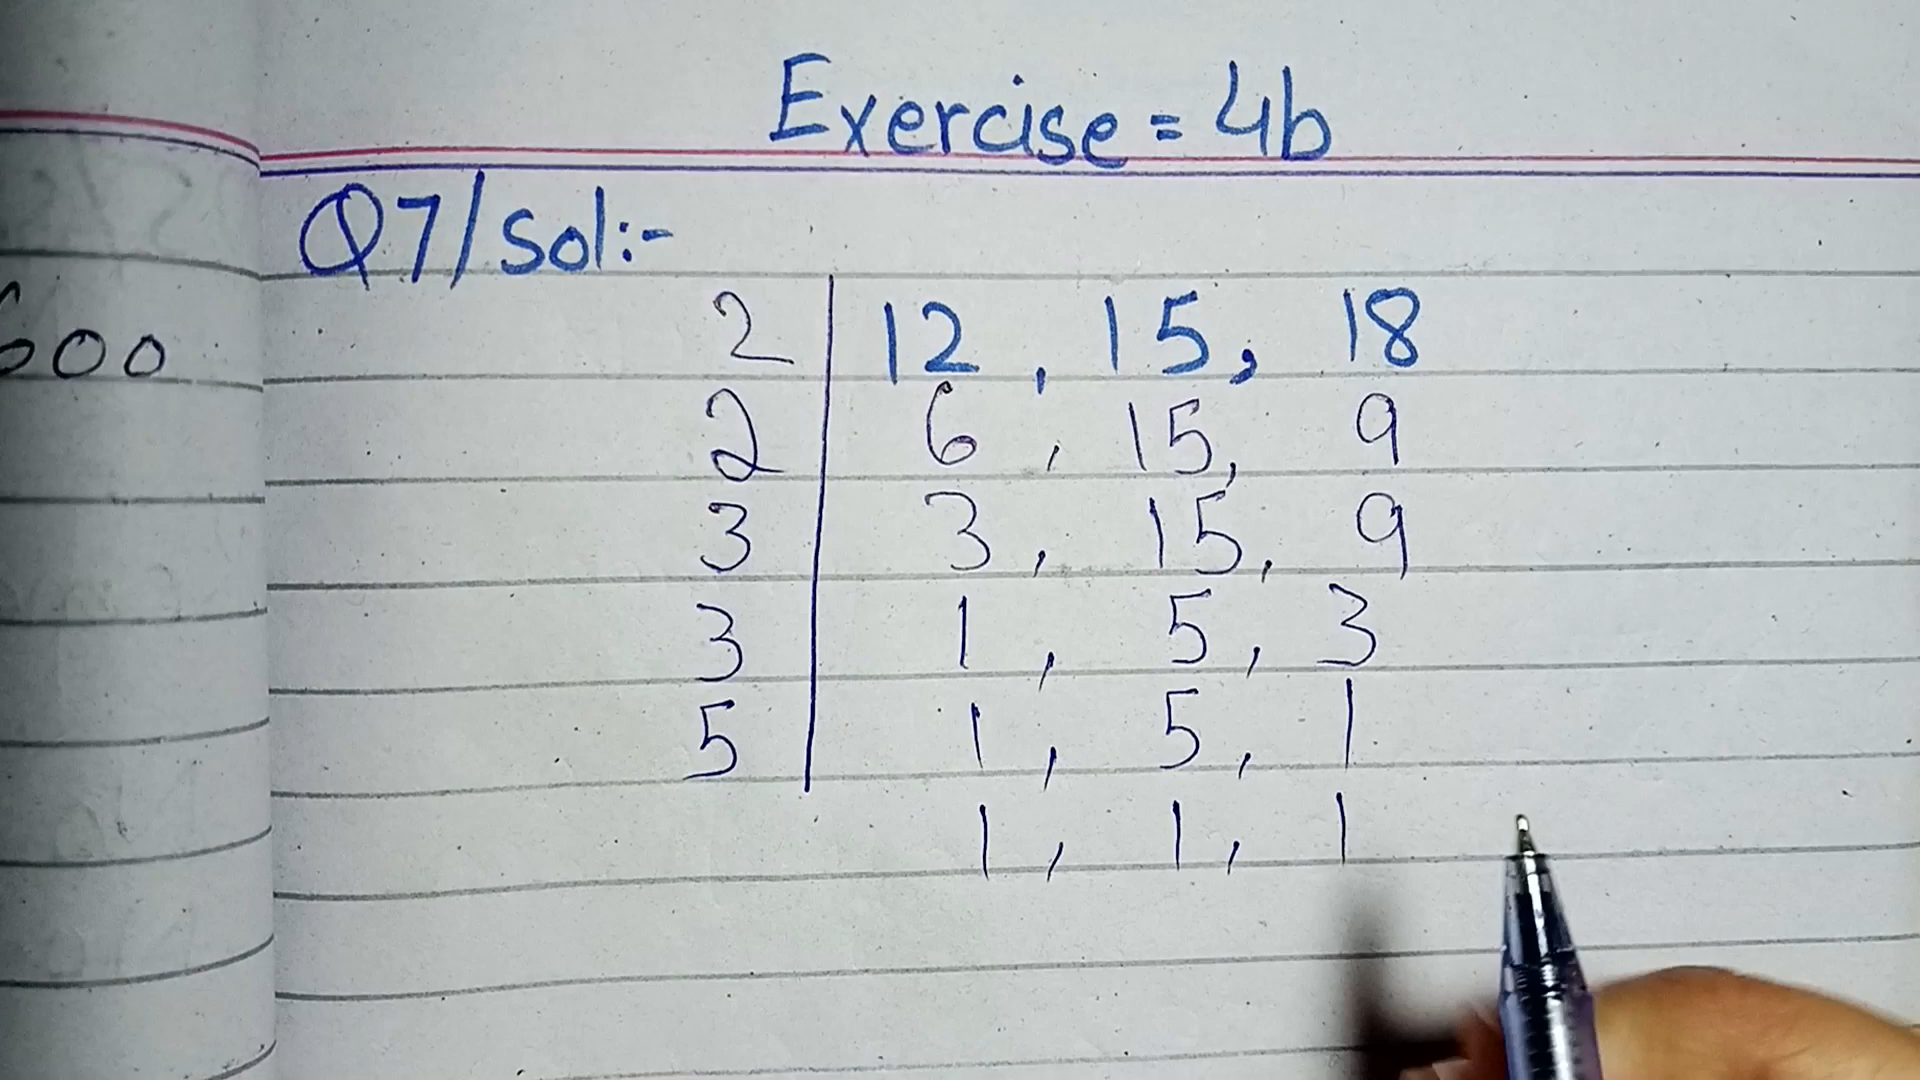 Exercise = 4b
Q7/Sol:-
600
2 | 12, 15, 18
2 | 6, 15, 9
3 | 3, 15, 9
3 | 1, 5, 3
5 | 1, 5, 1
1, 1, 1